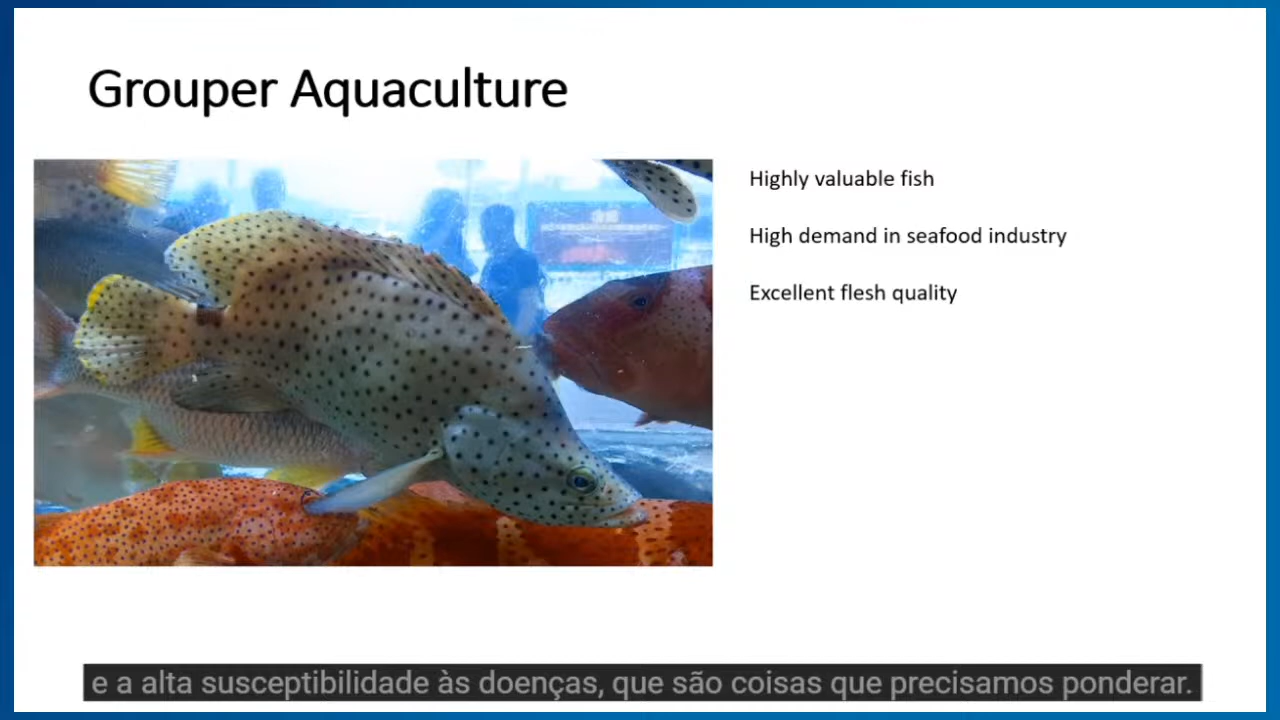 Grouper Aquaculture
Highly valuable fish
High demand in seafood industry
Excellent flesh quality
e a alta susceptibilidade às doenças, que são coisas que precisamos ponderar.